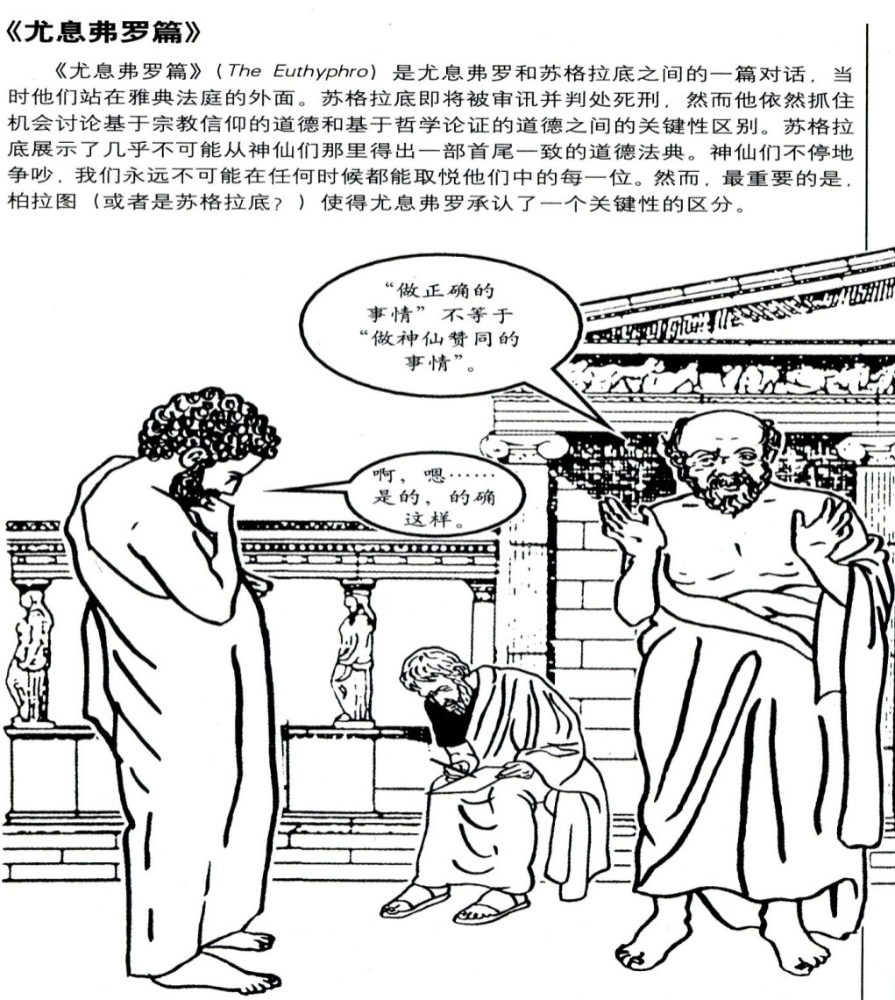 《尤息弗罗篇》
《尤息弗罗篇》（The Euthyphro）是尤息弗罗和苏格拉底之间的一篇对话，当
时他们站在雅典法庭的外面。苏格拉底即将被审讯并判处死刑，然而他依然抓住
机会讨论基于宗教信仰的道德和基于哲学论证的道德之间的关键性区别。苏格拉
底展示了几乎不可能从神仙们那里得出一部首尾一致的道德法典。神仙们不停地
争吵，我们永远不可能在任何时候都能取悦他们中的每一位。然而，最重要的是，
柏拉图（或者是苏格拉底？）使得尤息弗罗承认了一个关键性的区分。
“做正确的
事情”不等于
“做神仙赞同的
事情”。
啊，嗯……
是的，的确
这样。